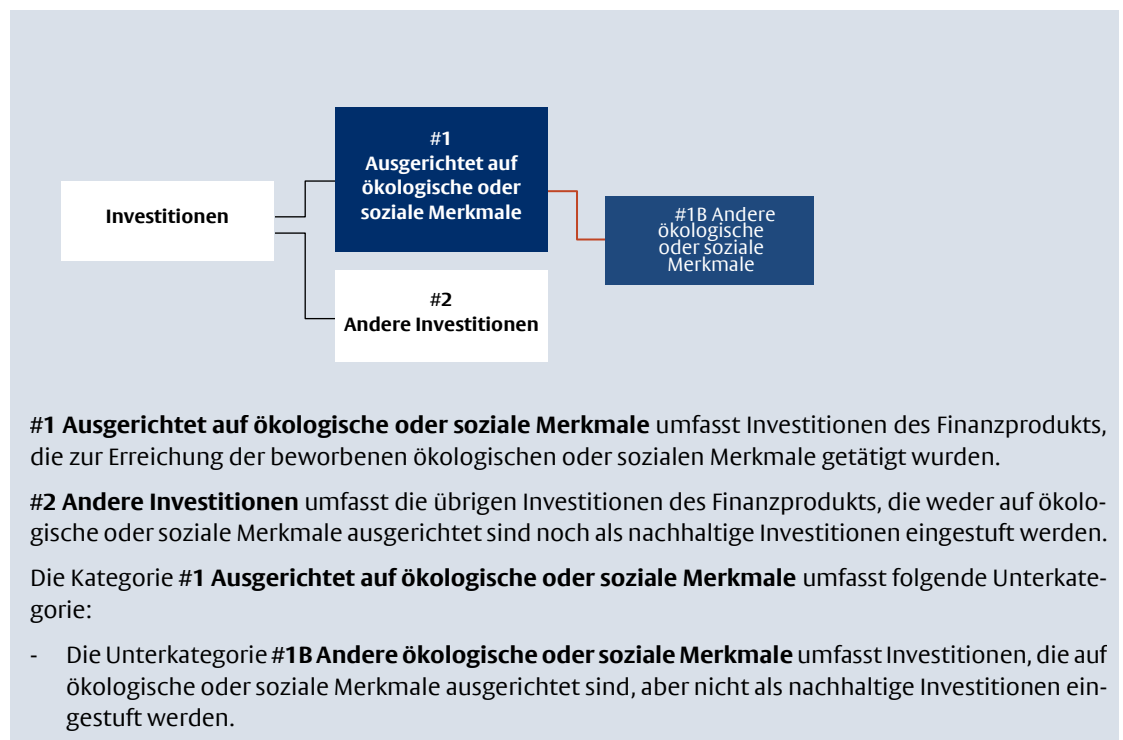 #1
Ausgerichtet auf
ökologische oder
soziale Merkmale
Investitionen
#1B Andere
ökologische
oder soziale
Merkmale
#2
Andere Investitionen
#1 Ausgerichtet auf ökologische oder soziale Merkmale umfasst Investitionen des Finanzprodukts,
die zur Erreichung der beworbenen ökologischen oder sozialen Merkmale getätigt wurden.
#2 Andere Investitionen umfasst die übrigen Investitionen des Finanzprodukts, die weder auf ökolo-
gische oder soziale Merkmale ausgerichtet sind noch als nachhaltige Investitionen eingestuft werden.
Die Kategorie #1 Ausgerichtet auf ökologische oder soziale Merkmale umfasst folgende Unterkate-
gorie:
- Die Unterkategorie #1B Andere ökologische oder soziale Merkmale umfasst Investitionen, die auf
ökologische oder soziale Merkmale ausgerichtet sind, aber nicht als nachhaltige Investitionen ein-
gestuft werden.